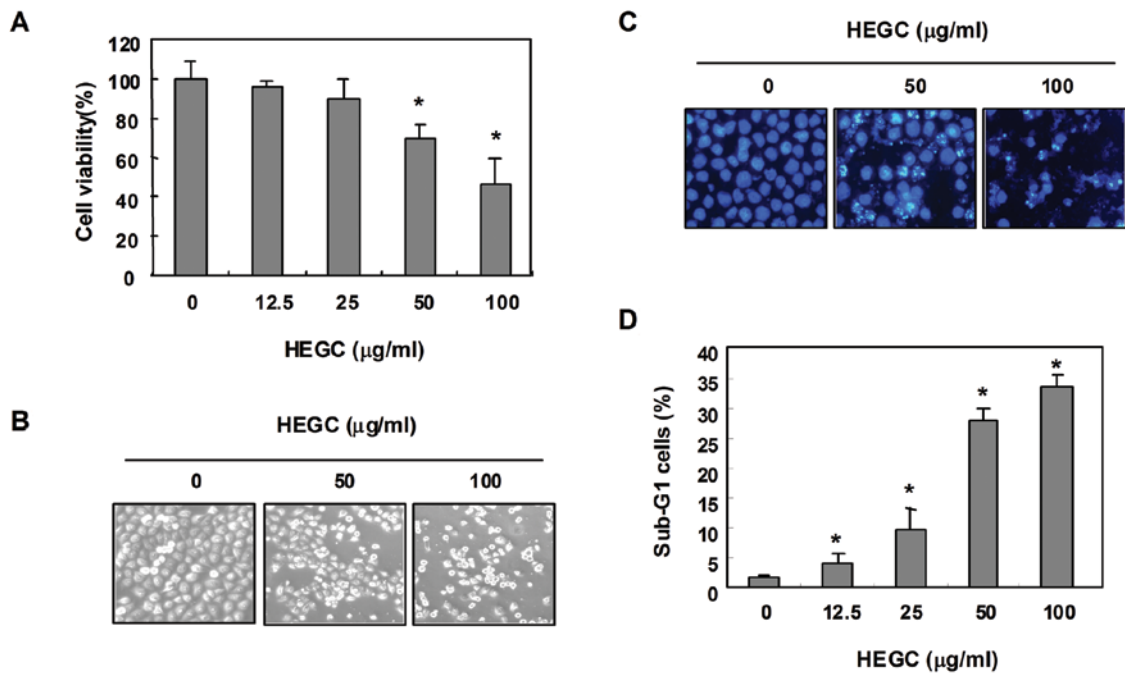 A
120
100
80
60
40
20
0
Cell viability(%)
*
*
0 12.5 25 50 100
HEGC (μg/ml)
B
HEGC (μg/ml)
0 50 100
C
HEGC (μg/ml)
0 50 100
D
40
35
30
25
20
15
10
5
0
Sub-G1 cells (%)
*
*
*
*
0 12.5 25 50 100
HEGC (μg/ml)